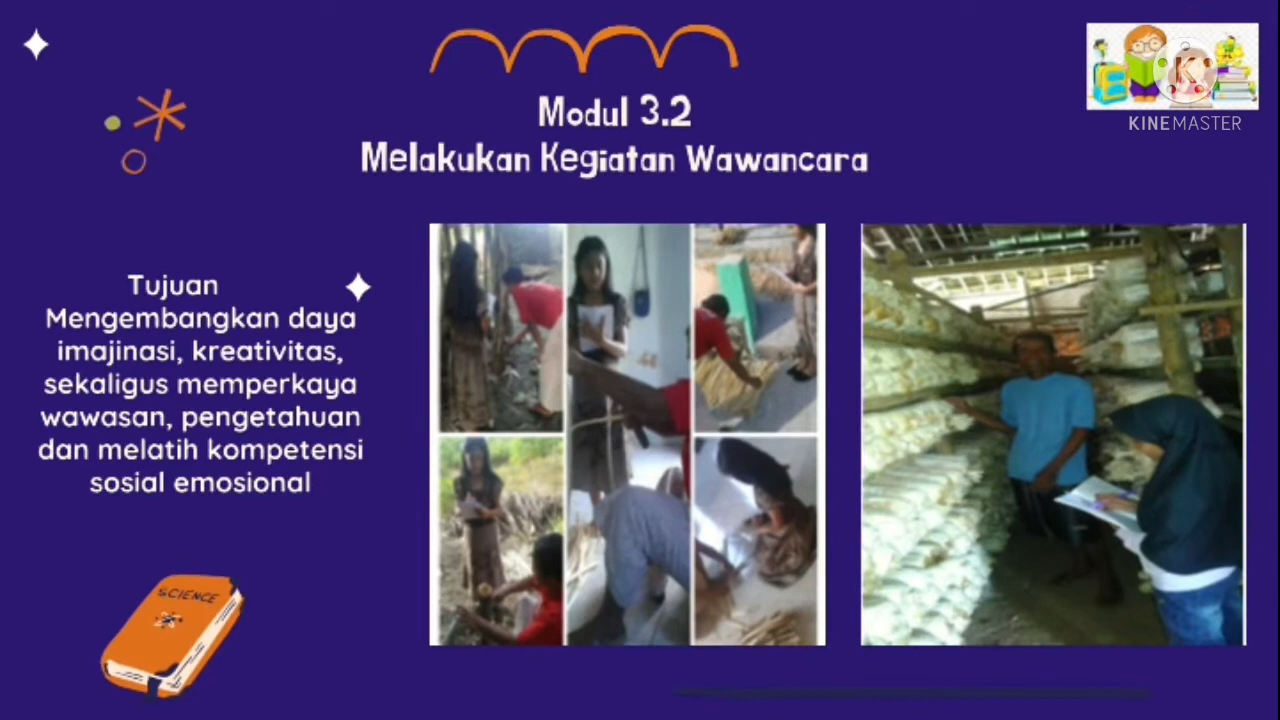 KINEMASTER
Modul 3.2
Melakukan Kegiatan Wawancara
Tujuan
Mengembangkan daya
imajinasi, kreativitas,
sekaligus memperkaya
wawasan, pengetahuan
dan melatih kompetensi
sosial emosional
SCIENCE